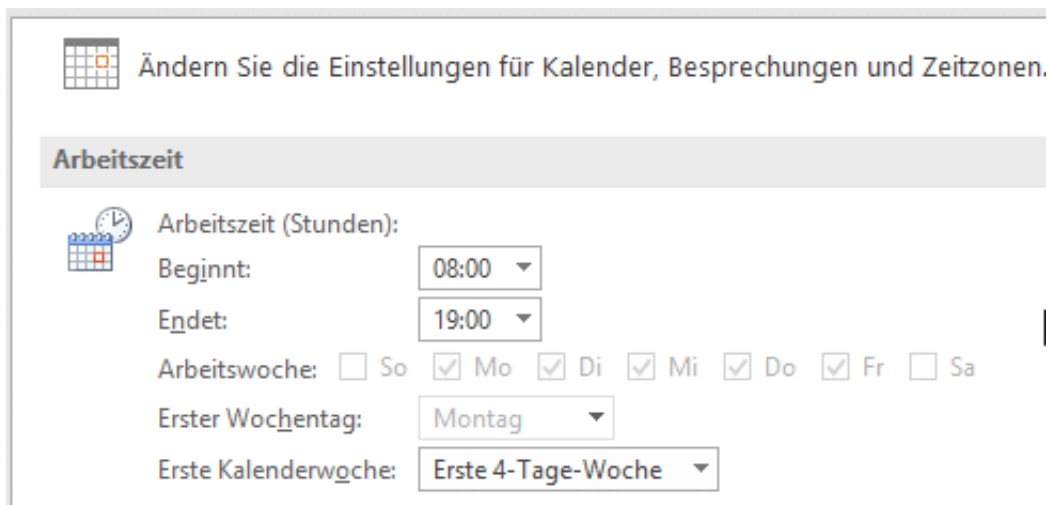 Ändern Sie die Einstellungen für Kalender, Besprechungen und Zeitzonen.
Arbeitszeit
Arbeitszeit (Stunden):
Beginnt: 08:00
Endet: 19:00
Arbeitswoche: So Mo Di Mi Do Fr Sa
Erster Wochentag: Montag
Erste Kalenderwoche: Erste 4-Tage-Woche